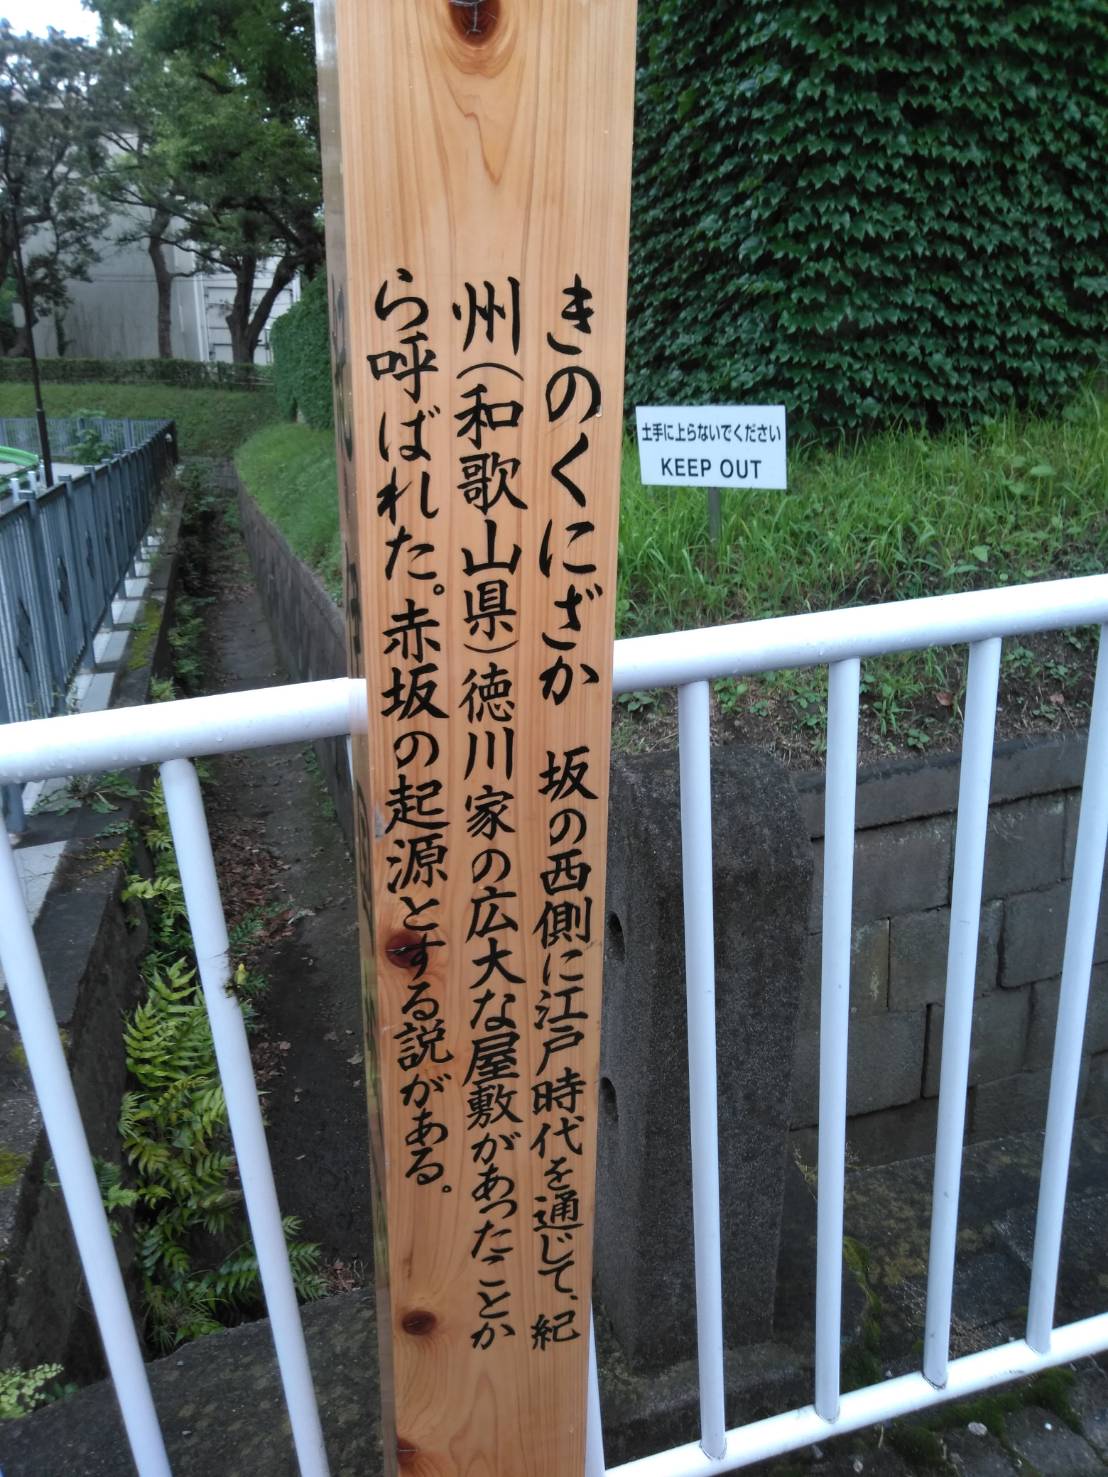 きのくにざか 坂の西側に江戸時代を通じて、紀
州(和歌山県)徳川家の広大な屋敷があったことか
ら呼ばれた。赤坂の起源とする説がある。
土手に上らないでください
KEEP OUT